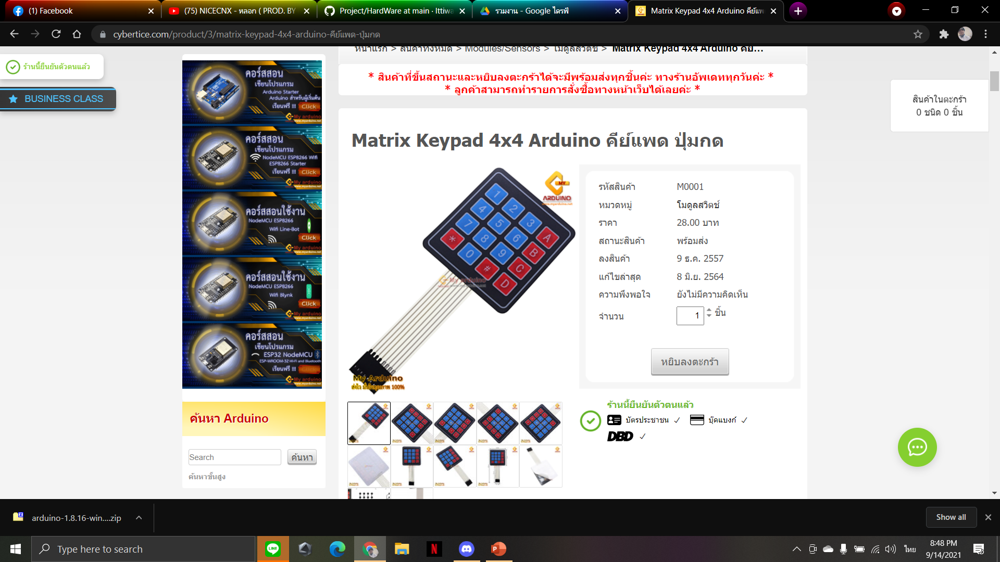 (1) Facebook
(75) NICECNX - หลอก ( PROD. BY
Project/HardWare at main · Ittiwa
รวมงาน - Google ไดรฟ์
Matrix Keypad 4x4 Arduino คีย์แพ
cybertice.com/product/3/matrix-keypad-4x4-arduino-คีย์แพด-ปุ่มกด
ร้านนี้ยืนยันตัวตนแล้ว
BUSINESS CLASS
หน้าแรก > สินค้าทั้งหมด > Modules/Sensors > โมดูลสวิตช์ > Matrix Keypad 4x4 Arduino คีย์...
* สินค้าที่ขึ้นสถานะและหยิบลงตะกร้าได้จะมีพร้อมส่งทุกชิ้นค่ะ ทางร้านอัพเดททุกวันค่ะ *
* ลูกค้าสามารถทำรายการสั่งซื้อทางหน้าเว็บได้เลยค่ะ *
สินค้าในตะกร้า
0 ชนิด 0 ชิ้น
คอร์สสอน
เขียนโปรแกรม
Arduino Starter
Arduino สำหรับผู้เริ่มต้น
เรียนฟรี !!! Click
My arduino
www.myarduino.net
คอร์สสอน
เขียนโปรแกรม
NodeMCU ESP8266 Wifi
ESP8266 Starter
เรียนฟรี !!! Click
My arduino
www.myarduino.net
คอร์สสอนใช้งาน
NodeMCU ESP8266
Wifi Line-Bot
Click
My arduino
www.myarduino.net
คอร์สสอนใช้งาน
NodeMCU ESP8266
Wifi Blynk
Click
My arduino
www.myarduino.net
คอร์สสอน
เขียนโปรแกรม
ESP32 NodeMCU
ESP-WROOM-32 Wi-Fi and Bluetooth
เรียนฟรี !!! Click
My arduino
www.myarduino.net
ค้นหา Arduino
Search
ค้นหา
ค้นหาขั้นสูง
Matrix Keypad 4x4 Arduino คีย์แพด ปุ่มกด
MY
ARDUINO
www.myarduino.net
1 2 3 A
4 5 6 B
7 8 9 C
* 0 # D
My arduino
www.myarduino.net
My Arduino
ส่งไว มั่นใจคุณภาพ 100%
รหัสสินค้า M0001
หมวดหมู่ โมดูลสวิตช์
ราคา 28.00 บาท
สถานะสินค้า พร้อมส่ง
ลงสินค้า 9 ธ.ค. 2557
แก้ไขล่าสุด 8 มิ.ย. 2564
ความพึงพอใจ ยังไม่มีความคิดเห็น
จำนวน 1 ชิ้น
หยิบลงตะกร้า
ร้านนี้ยืนยันตัวตนแล้ว
บัตรประชาชน ✓ บุ๊คแบงก์ ✓
DBD ✓
arduino-1.8.16-win....zip
Show all
Type here to search
LINE
N
P
ไทย
8:48 PM
9/14/2021